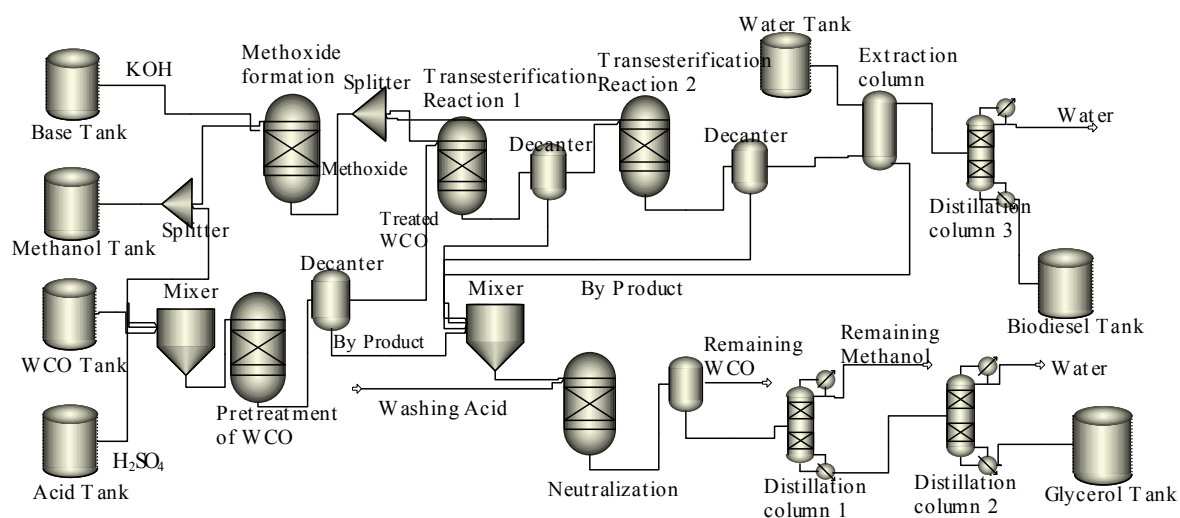 Water Tank
Methoxide
formation
Splitter
Transesterification
Reaction 1
Transesterification
Reaction 2
Extraction
column
KOH
Base Tank
Decanter
Decanter
Water
Methoxide
Methanol Tank
Splitter
Treated
WCO
Distillation
column 3
Decanter
Mixer
Mixer
By Product
Biodiesel Tank
WCO Tank
By Product
Remaining
WCO
Remaining
Methanol
Water
Pretreatment
of WCO
Washing Acid
H₂SO₄
Acid Tank
Neutralization
Distillation
column 1
Distillation
column 2
Glycerol Tank